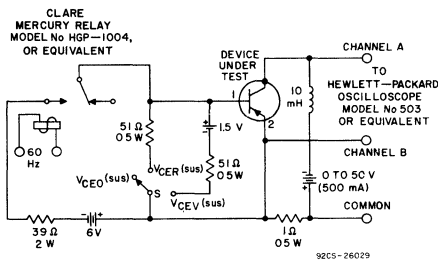 CLARE
MERCURY RELAY
MODEL No HGP-1004,
OR EQUIVALENT
DEVICE
UNDER
TEST
CHANNEL A
TO
HEWLETT-PACKARD
OSCILLOSCOPE
MODEL No 503
OR EQUIVALENT
1
2
10
mH
51 Ω
0.5W
1.5 V
60
Hz
51 Ω
0.5W
CHANNEL B
VCER(sus)
VCEO(sus)
S
VCEV(sus)
0 TO 50 V
(500 mA)
39 Ω
2 W
6V
1 Ω
0.5W
COMMON
92CS-26029